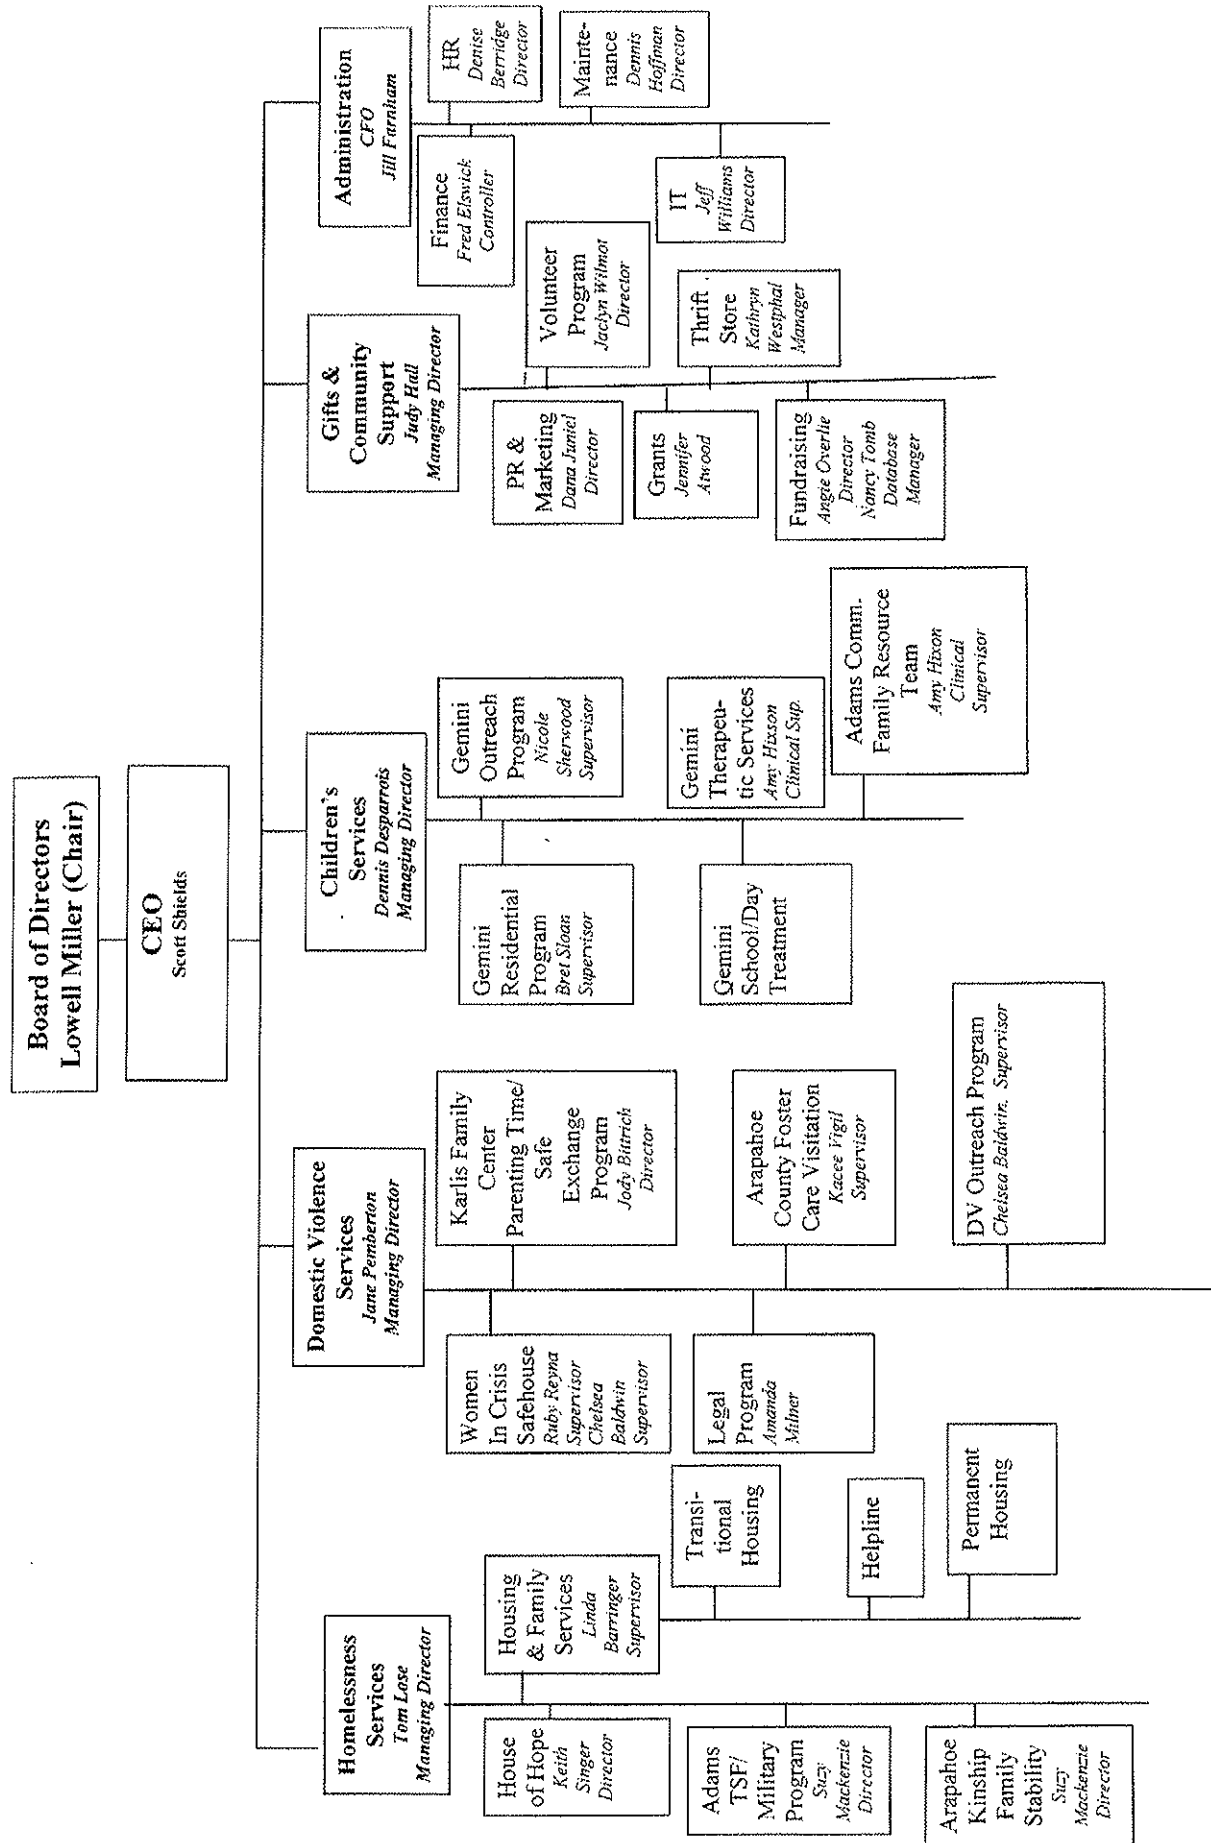 Board of Directors
Lowell Miller (Chair)
CEO
Scott Shields
Homelessness
Services
Tom Lose
Managing Director
House
of Hope
Keith
Singer
Director
Housing
& Family
Services
Linda
Barringer
Supervisor
Transi-
tional
Housing
Helpline
Permanent
Housing
Adams
TSF/
Military
Program
Suzy
Mackenzie
Director
Arapahoe
Kinship
Family
Stability
Suzy
Mackenzie
Director
Domestic Violence
Services
Jane Pemberton
Managing Director
Women
In Crisis
Safehouse
Ruby Reyna
Supervisor
Chelsea
Baldwin
Supervisor
Karlis Family
Center
Parenting Time/
Safe
Exchange
Program
Jody Bittrich
Director
Legal
Program
Amanda
Milner
Arapahoe
County Foster
Care Visitation
Kacee Vigil
Supervisor
DV Outreach Program
Chelsea Baldwin. Supervisor
Children's
Services
Dennis Desparrois
Managing Director
Gemini
Residential
Program
Bret Sloan
Supervisor
Gemini
Outreach
Program
Nicole
Sherwood
Supervisor
Gemini
School/Day
Treatment
Gemini
Therapeu-
tic Services
Amy Hixson
Clinical Sup.
Adams Comm.
Family Resource
Team
Amy Hixon
Clinical
Supervisor
Gifts &
Community
Support
Judy Hall
Managing Director
PR &
Marketing
Dana Juniel
Director
Volunteer
Program
Jaclyn Wilmot
Director
Grants
Jennifer
Atwood
Thrift
Store
Kathryn
Westphal
Manager
Fundraising
Angie Overlie
Director
Nancy Tomb
Database
Manager
Administration
CFO
Jill Farnham
Finance
Fred Elswick
Controller
HR
Denise
Berridge
Director
Mainte-
nance
Dennis
Hoffman
Director
IT
Jeff
Williams
Director